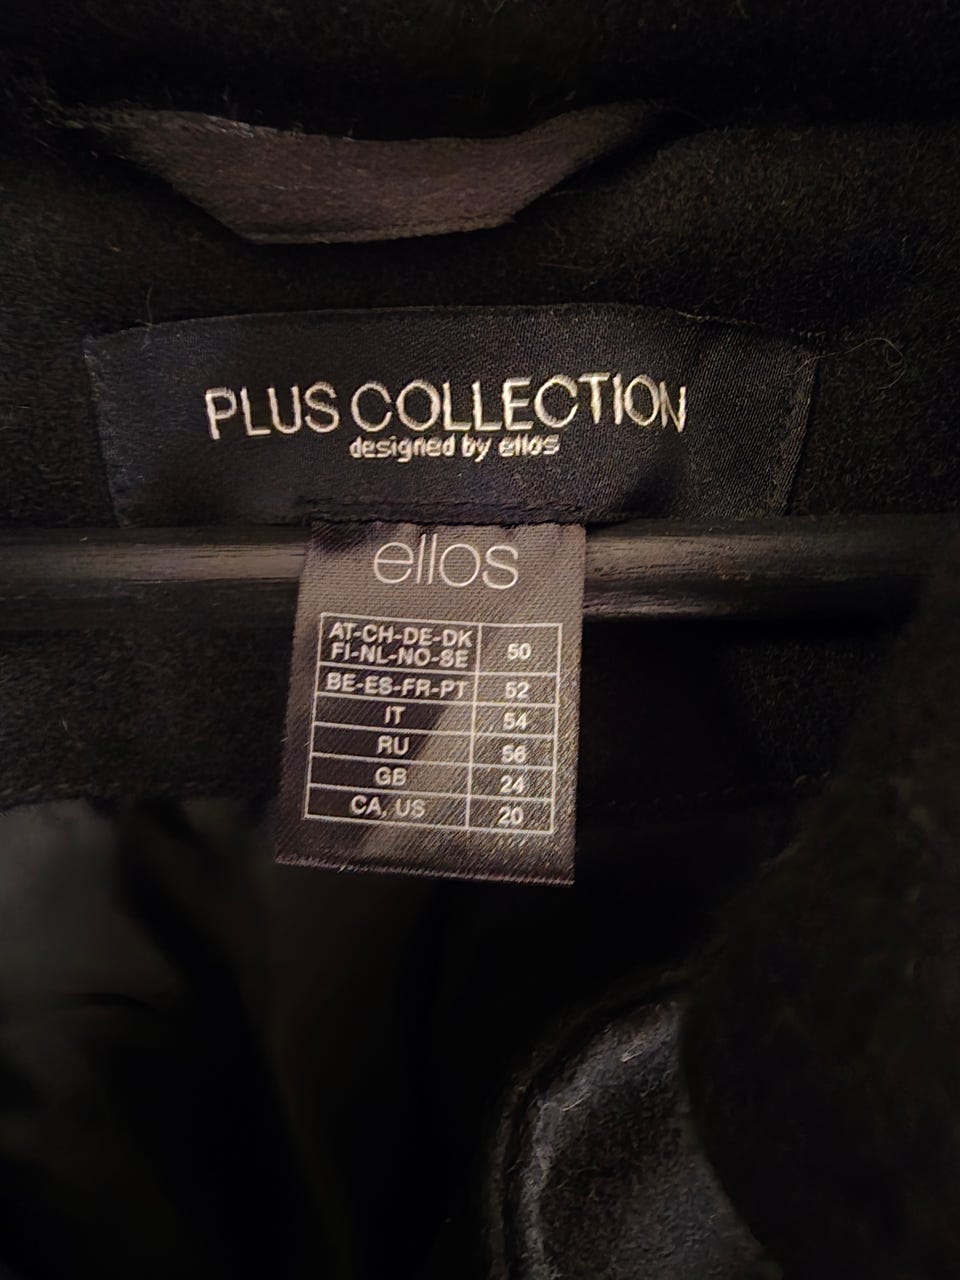 PLUS COLLECTION
designed by ellos
ellos
AT-CH-DE-DK
FI-NL-NO-SE 50
BE-ES-FR-PT 52
IT 54
RU 56
GB 24
CA, US 20